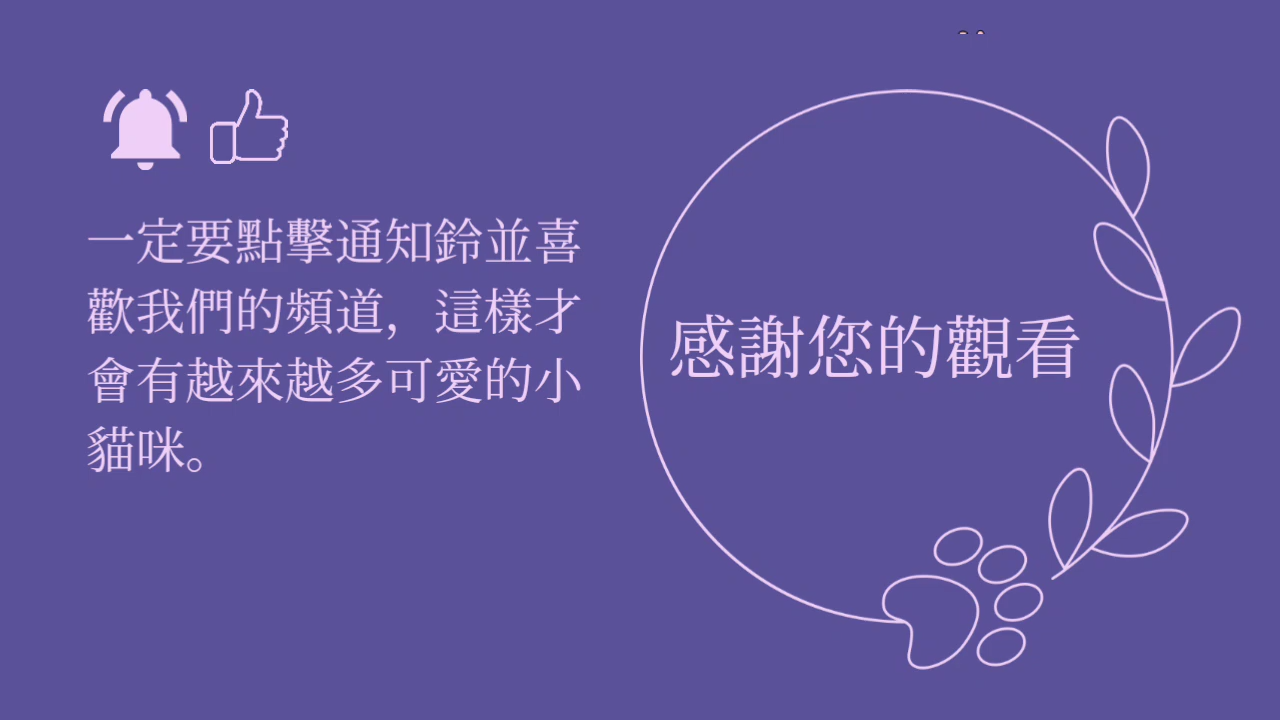 一定要點擊通知鈴並喜
歡我們的頻道，這樣才
會有越來越多可愛的小
貓咪。
感謝您的觀看